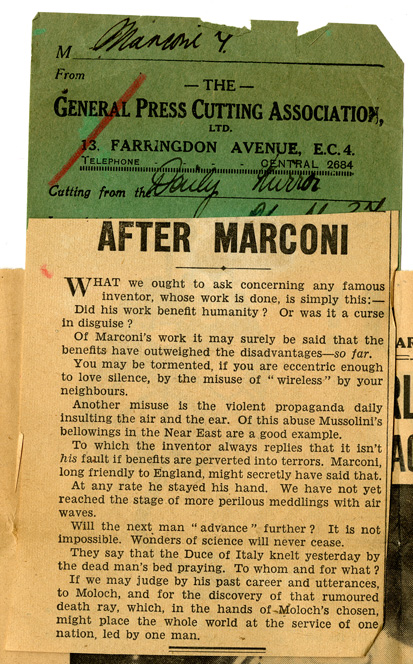 M Marconi
From
— THE —
GENERAL PRESS CUTTING ASSOCIATION,
LTD.
13, FARRINGDON AVENUE, E.C. 4.
TELEPHONE - - - CENTRAL 2684
Cutting from the Daily Mirror
AFTER MARCONI
WHAT we ought to ask concerning any famous
inventor, whose work is done, is simply this:—
Did his work benefit humanity? Or was it a curse
in disguise?
Of Marconi's work it may surely be said that the
benefits have outweighed the disadvantages—so far.
You may be tormented, if you are eccentric enough
to love silence, by the misuse of "wireless" by your
neighbours.
Another misuse is the violent propaganda daily
insulting the air and the ear. Of this abuse Mussolini's
bellowings in the Near East are a good example.
To which the inventor always replies that it isn't
his fault if benefits are perverted into terrors. Marconi,
long friendly to England, might secretly have said that.
At any rate he stayed his hand. We have not yet
reached the stage of more perilous meddlings with air
waves.
Will the next man "advance" further? It is not
impossible. Wonders of science will never cease.
They say that the Duce of Italy knelt yesterday by
the dead man's bed praying. To whom and for what?
If we may judge by his past career and utterances,
to Moloch, and for the discovery of that rumoured
death ray, which, in the hands of Moloch's chosen,
might place the whole world at the service of one
nation, led by one man.